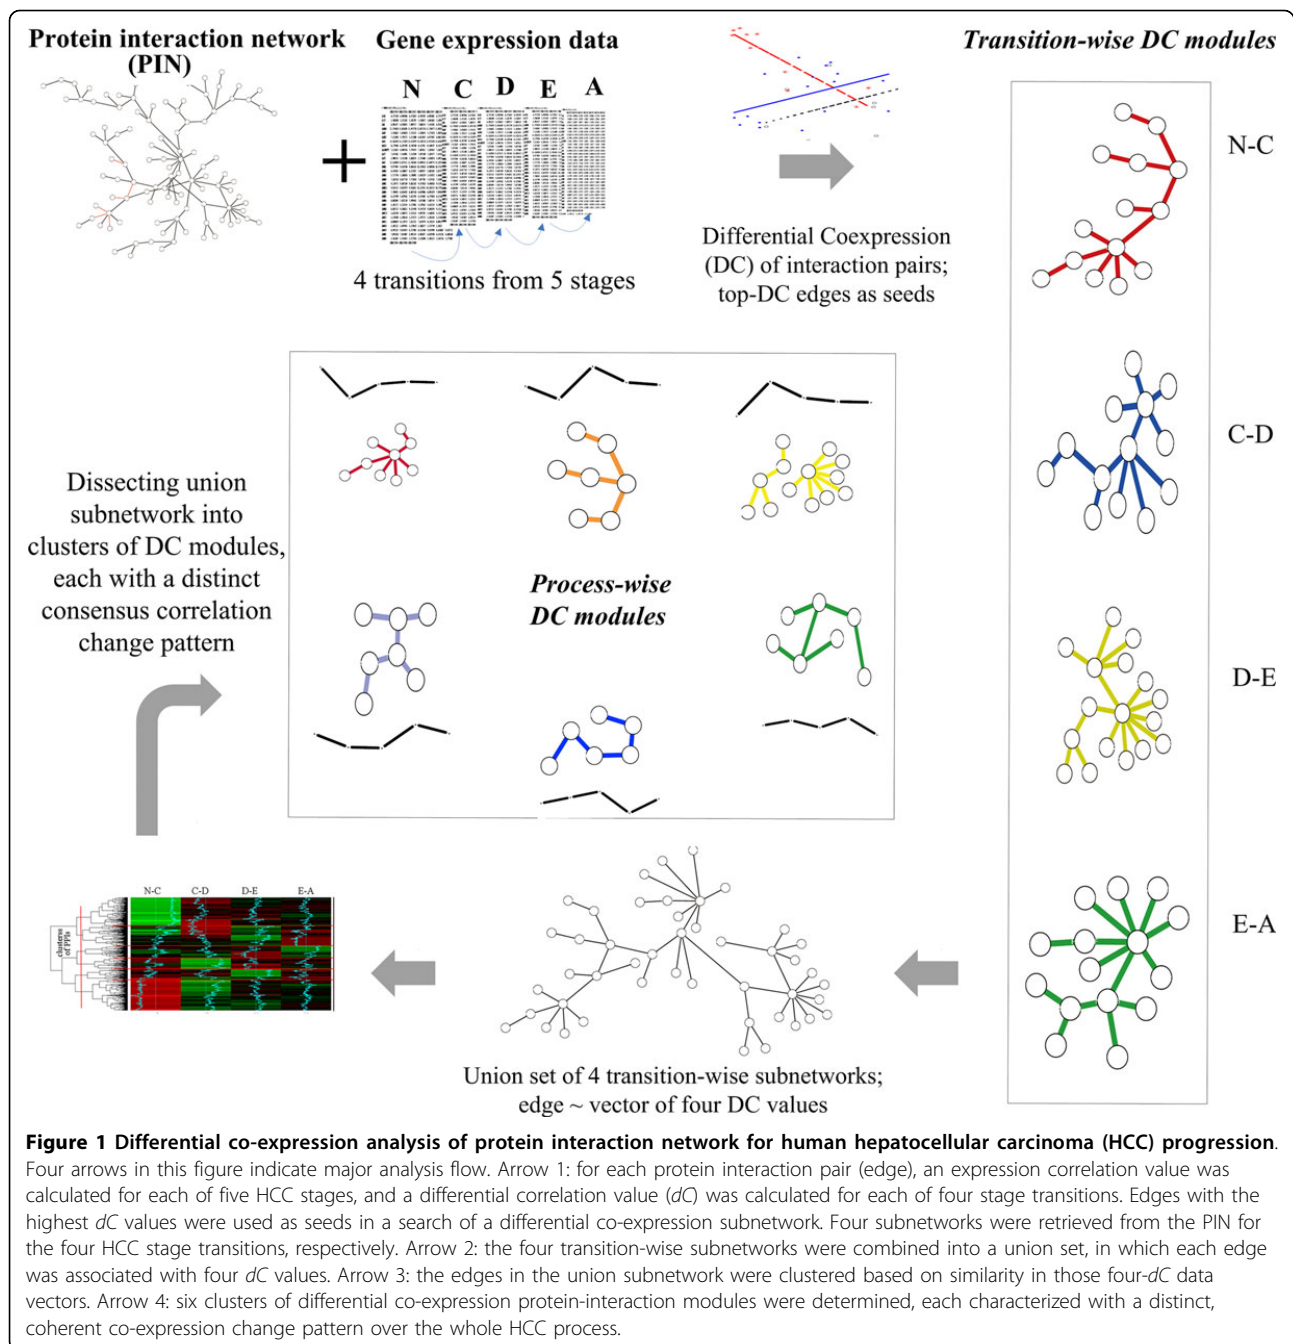 Protein interaction network
(PIN)
Gene expression data
N C D E A
4 transitions from 5 stages
Differential Coexpression
(DC) of interaction pairs;
top-DC edges as seeds
Transition-wise DC modules
N-C
C-D
D-E
E-A
Dissecting union
subnetwork into
clusters of DC modules,
each with a distinct
consensus correlation
change pattern
Process-wise
DC modules
N-C C-D D-E E-A
clusters
of PPIs
Union set of 4 transition-wise subnetworks;
edge ~ vector of four DC values
Figure 1 Differential co-expression analysis of protein interaction network for human hepatocellular carcinoma (HCC) progression.
Four arrows in this figure indicate major analysis flow. Arrow 1: for each protein interaction pair (edge), an expression correlation value was
calculated for each of five HCC stages, and a differential correlation value (dC) was calculated for each of four stage transitions. Edges with the
highest dC values were used as seeds in a search of a differential co-expression subnetwork. Four subnetworks were retrieved from the PIN for
the four HCC stage transitions, respectively. Arrow 2: the four transition-wise subnetworks were combined into a union set, in which each edge
was associated with four dC values. Arrow 3: the edges in the union subnetwork were clustered based on similarity in those four-dC data
vectors. Arrow 4: six clusters of differential co-expression protein-interaction modules were determined, each characterized with a distinct,
coherent co-expression change pattern over the whole HCC process.